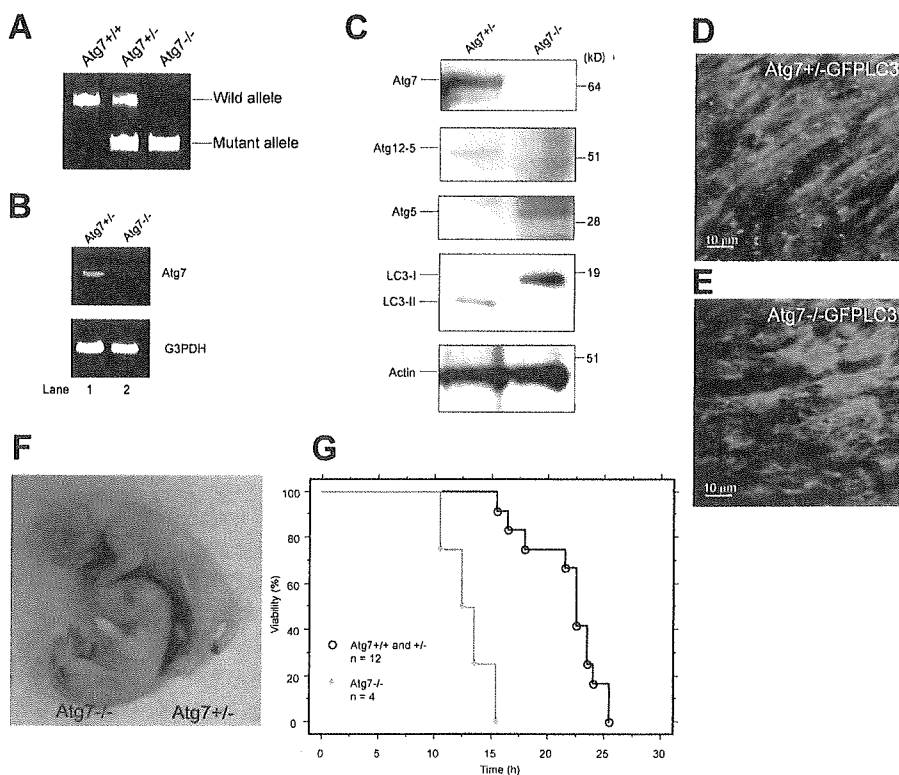 A
Atg7+/+ Atg7+/- Atg7-/-
Wild allele
Mutant allele
B
Atg7+/- Atg7-/-
Atg7
G3PDH
Lane 1 2
C
Atg7+/- Atg7-/-
(kD)
Atg7
64
Atg12-5
51
Atg5
28
LC3-I
19
LC3-II
51
Actin
D
Atg7+/-GFPLC3
10 μm
E
Atg7-/-GFPLC3
10 μm
F
Atg7-/- Atg7+/-
G
100
80
60
40
20
0
Viability (%)
Atg7+/+ and +/-
n = 12
Atg7-/-
n = 4
0 5 10 15 20 25 30
Time (h)